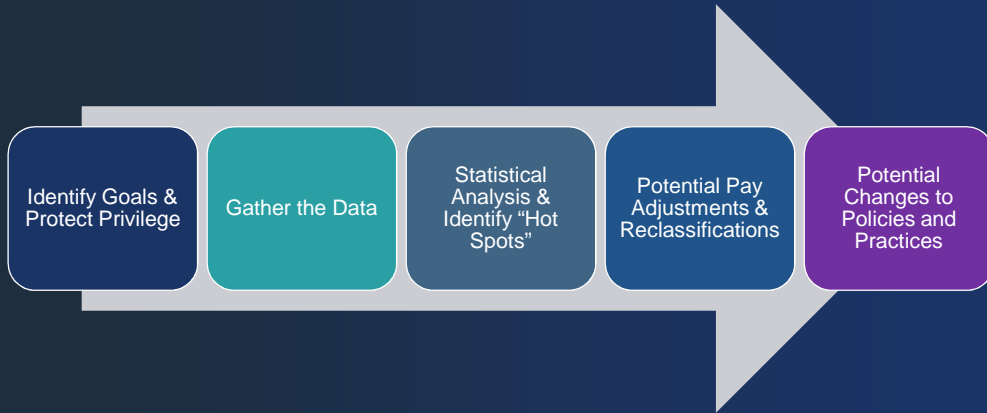 Identify Goals &
Protect Privilege
Gather the Data
Statistical
Analysis &
Identify “Hot
Spots”
Potential Pay
Adjustments &
Reclassifications
Potential
Changes to
Policies and
Practices